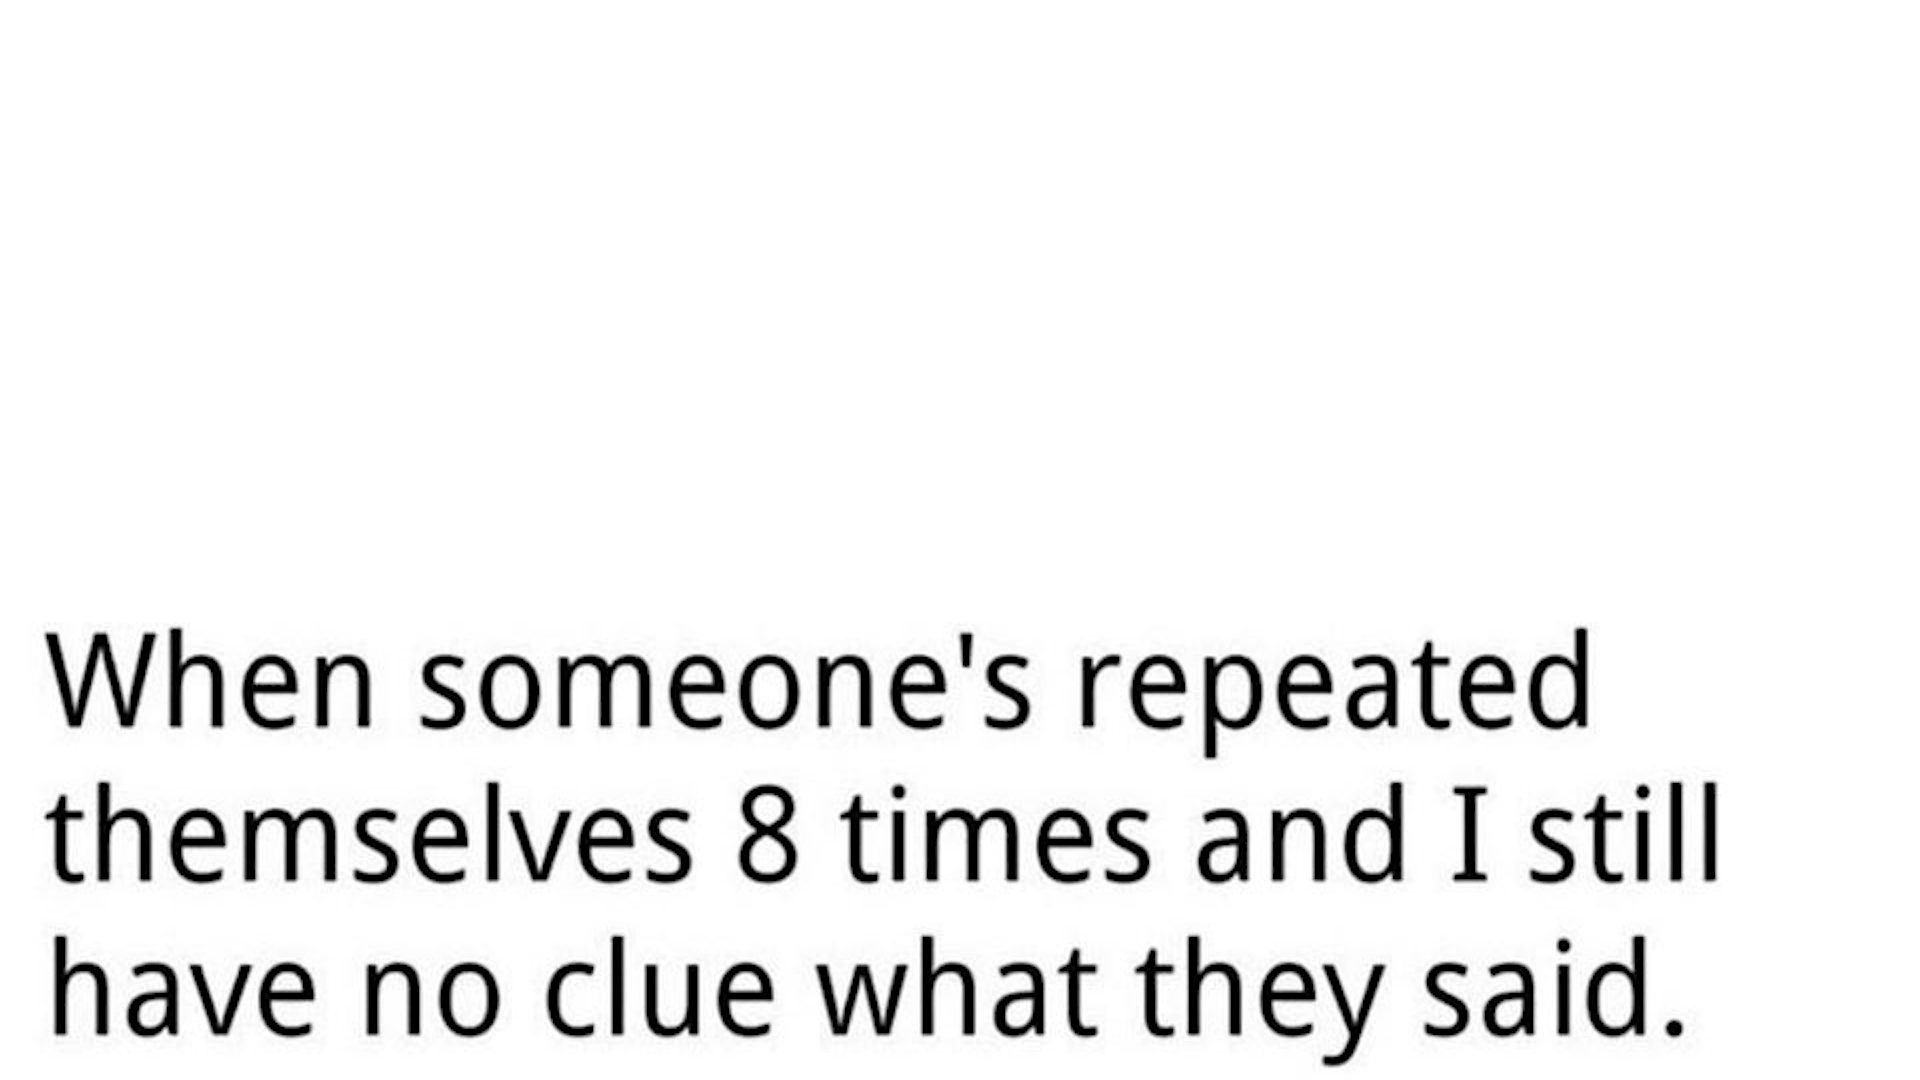 When someone's repeated
themselves 8 times and I still
have no clue what they said.